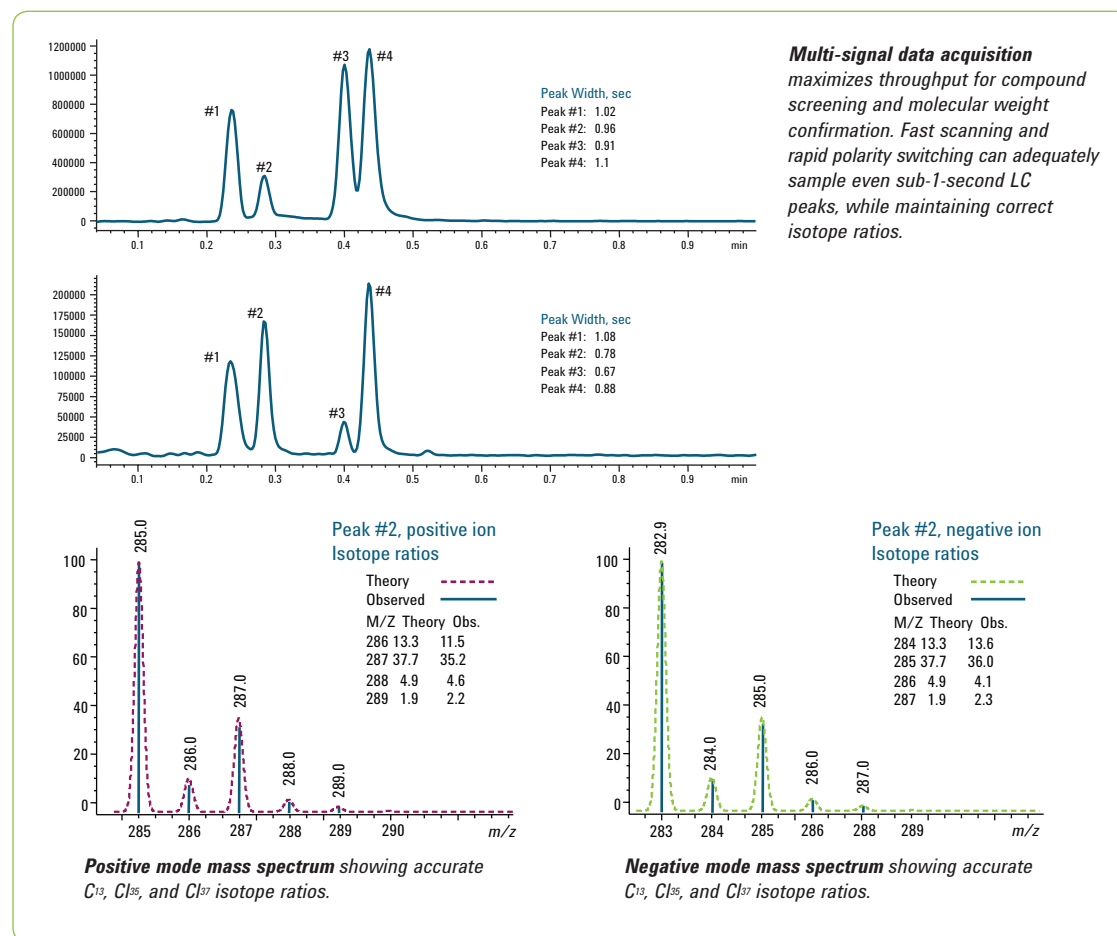 1200000
1000000
800000
600000
400000
200000
0
#1
#2
#3
#4
Peak Width, sec
Peak #1: 1.02
Peak #2: 0.96
Peak #3: 0.91
Peak #4: 1.1
0.1 0.2 0.3 0.4 0.5 0.6 0.7 0.8 0.9 min
Multi-signal data acquisition
maximizes throughput for compound
screening and molecular weight
confirmation. Fast scanning and
rapid polarity switching can adequately
sample even sub-1-second LC
peaks, while maintaining correct
isotope ratios.
200000
175000
150000
125000
100000
75000
50000
25000
0
#1
#2
#3
#4
Peak Width, sec
Peak #1: 1.08
Peak #2: 0.78
Peak #3: 0.67
Peak #4: 0.88
0.1 0.2 0.3 0.4 0.5 0.6 0.7 0.8 0.9 min
Peak #2, positive ion
Isotope ratios
Theory
Observed
M/Z Theory Obs.
286 13.3 11.5
287 37.7 35.2
288 4.9 4.6
289 1.9 2.2
100
80
60
40
20
0
285.0
286.0
287.0
288.0
289.0
285 286 287 288 289 290 m/z
Positive mode mass spectrum showing accurate
C13, Cl35, and Cl37 isotope ratios.
Peak #2, negative ion
Isotope ratios
Theory
Observed
M/Z Theory Obs.
284 13.3 13.6
285 37.7 36.0
286 4.9 4.1
287 1.9 2.3
100
80
60
40
20
0
282.9
284.0
285.0
286.0
287.0
283 284 285 286 288 289 m/z
Negative mode mass spectrum showing accurate
C13, Cl35, and Cl37 isotope ratios.